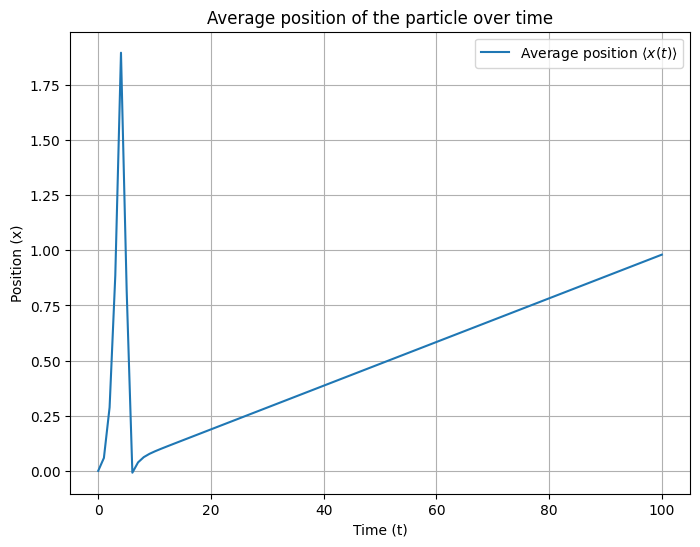 Average position of the particle over time
Average position ⟨x(t)⟩
Position (x)
1.75
1.50
1.25
1.00
0.75
0.50
0.25
0.00
0 20 40 60 80 100
Time (t)